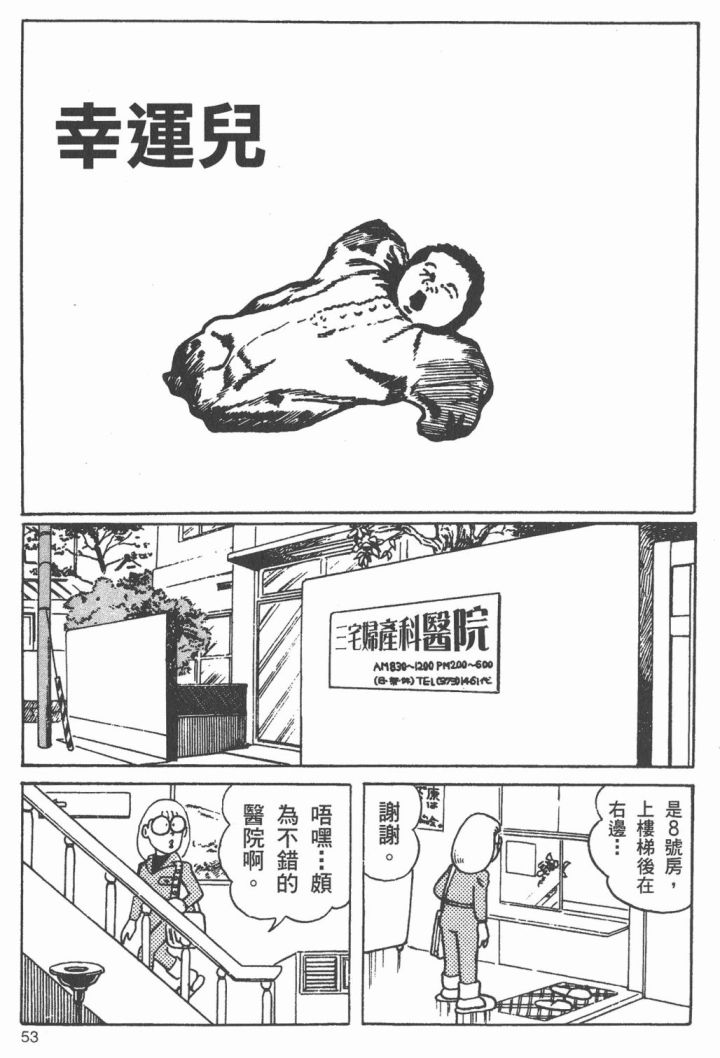 幸運兒
三宅婦產科醫院
AM8:30~12:00 PM2:00~6:00
是8號房，
上樓梯後在
右邊…
謝謝。
唔嘿……頗
為不錯的
醫院啊。
53